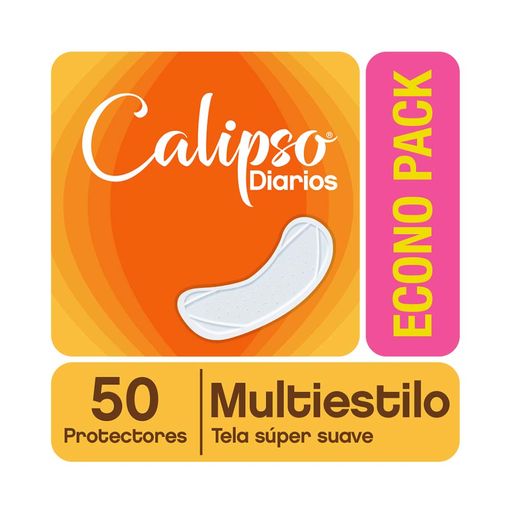 Calipso®
Diarios
ECONO PACK
50
Protectores
Multiestilo
Tela súper suave